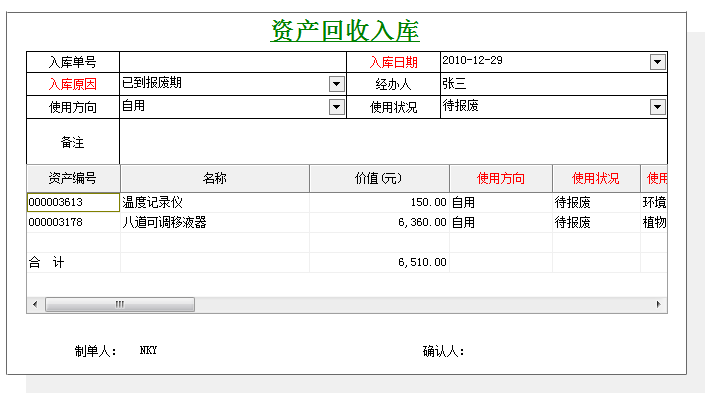 资产回收入库
入库单号 入库日期 2010-12-29
入库原因 已到报废期 经办人 张三
使用方向 自用 使用状况 待报废
备注
资产编号 名称 价值(元) 使用方向 使用状况 使用
000003613 温度记录仪 150.00 自用 待报废 环境
000003178 八道可调移液器 6,360.00 自用 待报废 植物
合 计 6,510.00
制单人： NKY 确认人：